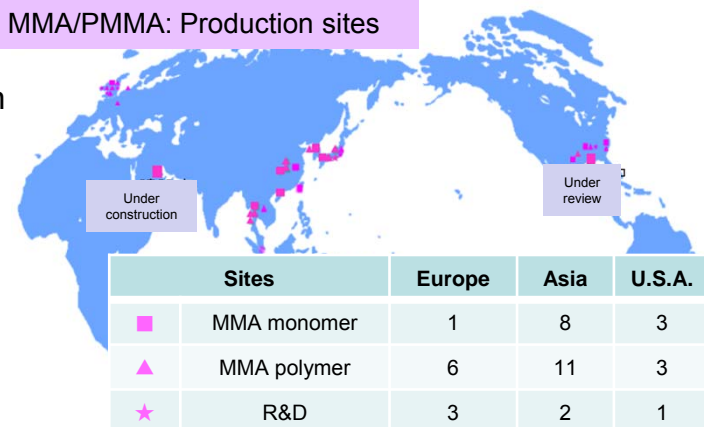 MMA/PMMA: Production sites
n
Under
construction
Under
review
Sites Europe Asia U.S.A.
MMA monomer 1 8 3
MMA polymer 6 11 3
R&D 3 2 1